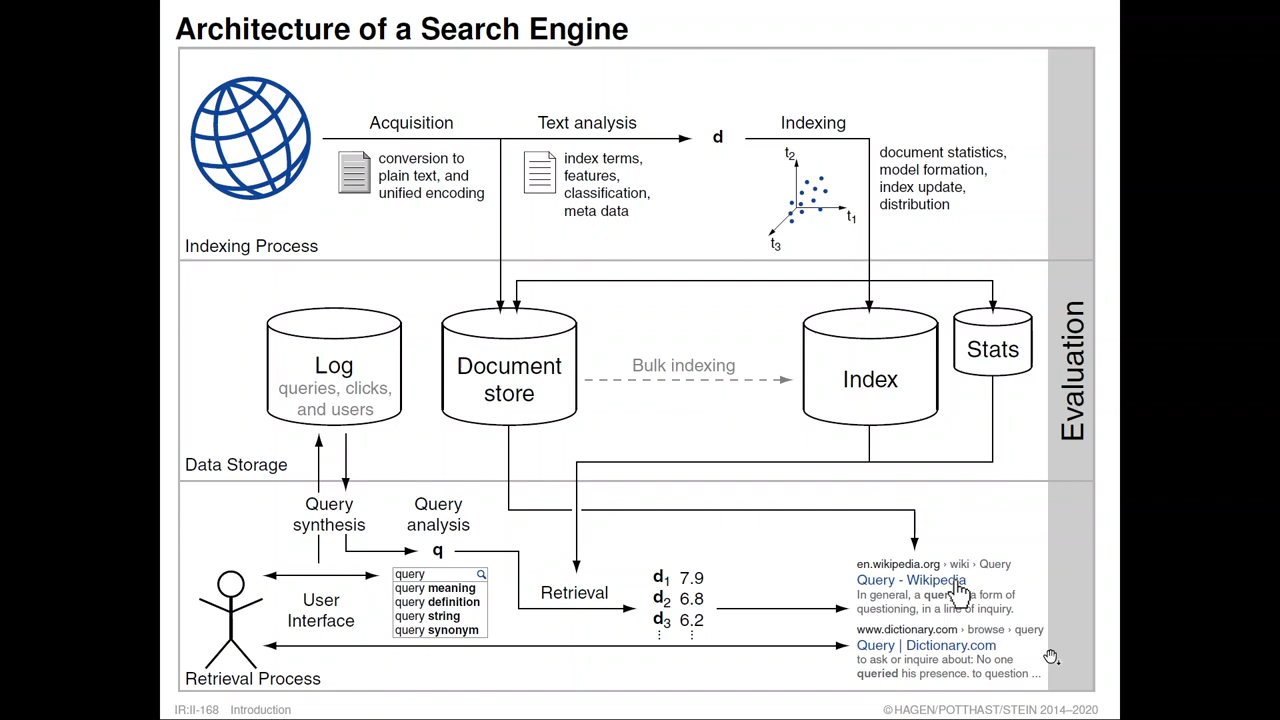 Architecture of a Search Engine
Acquisition
conversion to
plain text, and
unified encoding
Text analysis
index terms,
features,
classification,
meta data
d
Indexing
t2
t1
t3
document statistics,
model formation,
index update,
distribution
Indexing Process
Log
queries, clicks,
and users
Document
store
Bulk indexing
Index
Stats
Evaluation
Data Storage
Query
synthesis
Query
analysis
q
User
Interface
query
query meaning
query definition
query string
query synonym
Retrieval
d1 7.9
d2 6.8
d3 6.2
⋮ ⋮
en.wikipedia.org › wiki › Query
Query - Wikipedia
In general, a a form of
questioning, in a line of inquiry.
www.dictionary.com › browse › query
Query | Dictionary.com
to ask or inquire about: No one
queried his presence. to question ...
Retrieval Process
IR:II-168 Introduction
©HAGEN/POTTHAST/STEIN 2014–2020